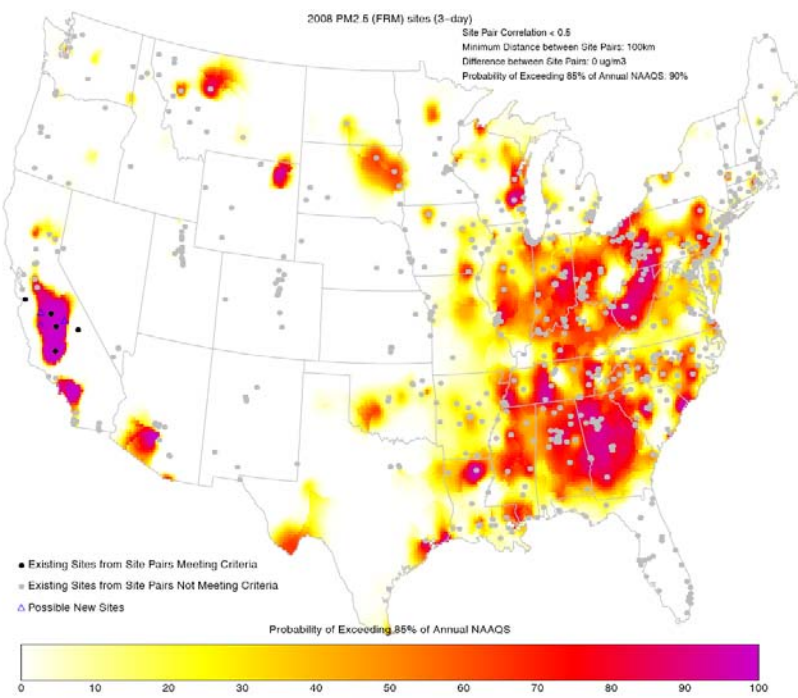 2008 PM2.5 (FRM) sites (3-day)
Site Pair Correlation < 0.5
Minimum Distance between Site Pairs: 100km
Difference between Site Pairs: 0 ug/m3
Probability of Exceeding 85% of Annual NAAQS: 90%
Existing Sites from Site Pairs Meeting Criteria
Existing Sites from Site Pairs Not Meeting Criteria
Possible New Sites
Probability of Exceeding 85% of Annual NAAQS
0 10 20 30 40 50 60 70 80 90 100